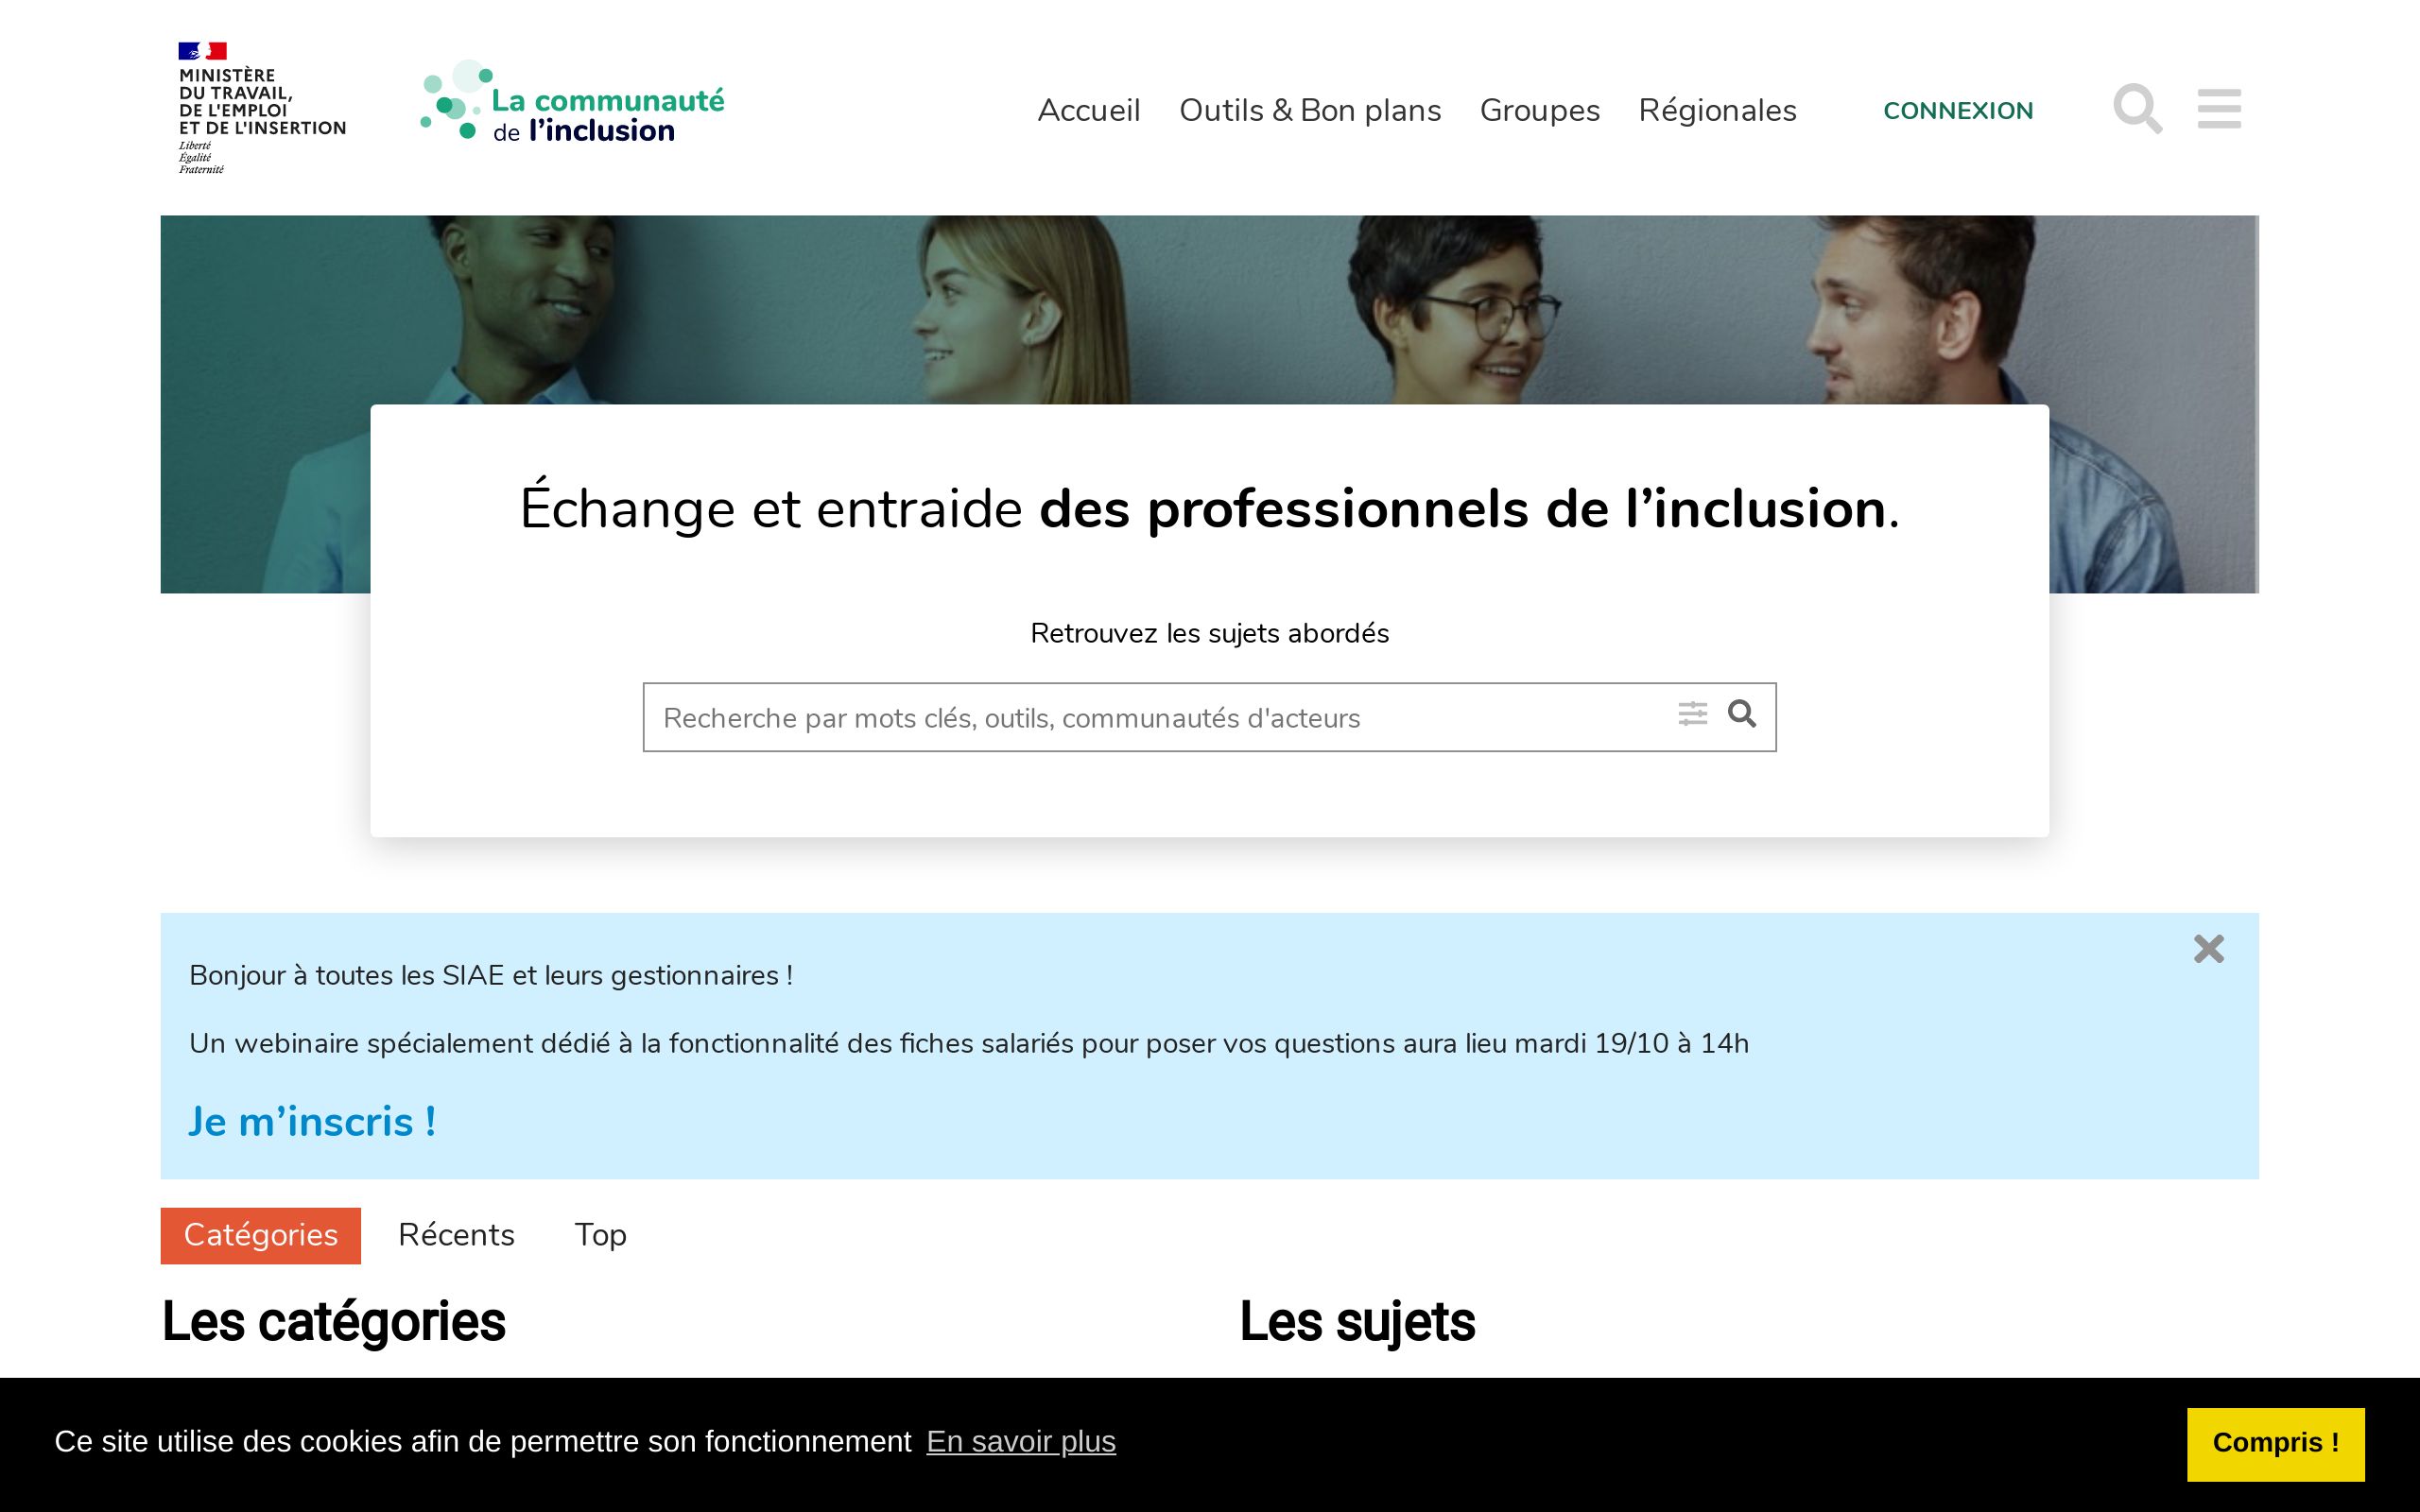 MINISTÈRE
DU TRAVAIL,
DE L'EMPLOI
ET DE L'INSERTION
Liberté
Égalité
Fraternité
La communauté
de l’inclusion
Accueil
Outils & Bon plans
Groupes
Régionales
CONNEXION
Échange et entraide des professionnels de l’inclusion.
Retrouvez les sujets abordés
Recherche par mots clés, outils, communautés d'acteurs
Bonjour à toutes les SIAE et leurs gestionnaires !
Un webinaire spécialement dédié à la fonctionnalité des fiches salariés pour poser vos questions aura lieu mardi 19/10 à 14h
Je m’inscris !
Catégories
Récents
Top
Les catégories
Les sujets
Ce site utilise des cookies afin de permettre son fonctionnement En savoir plus
Compris !